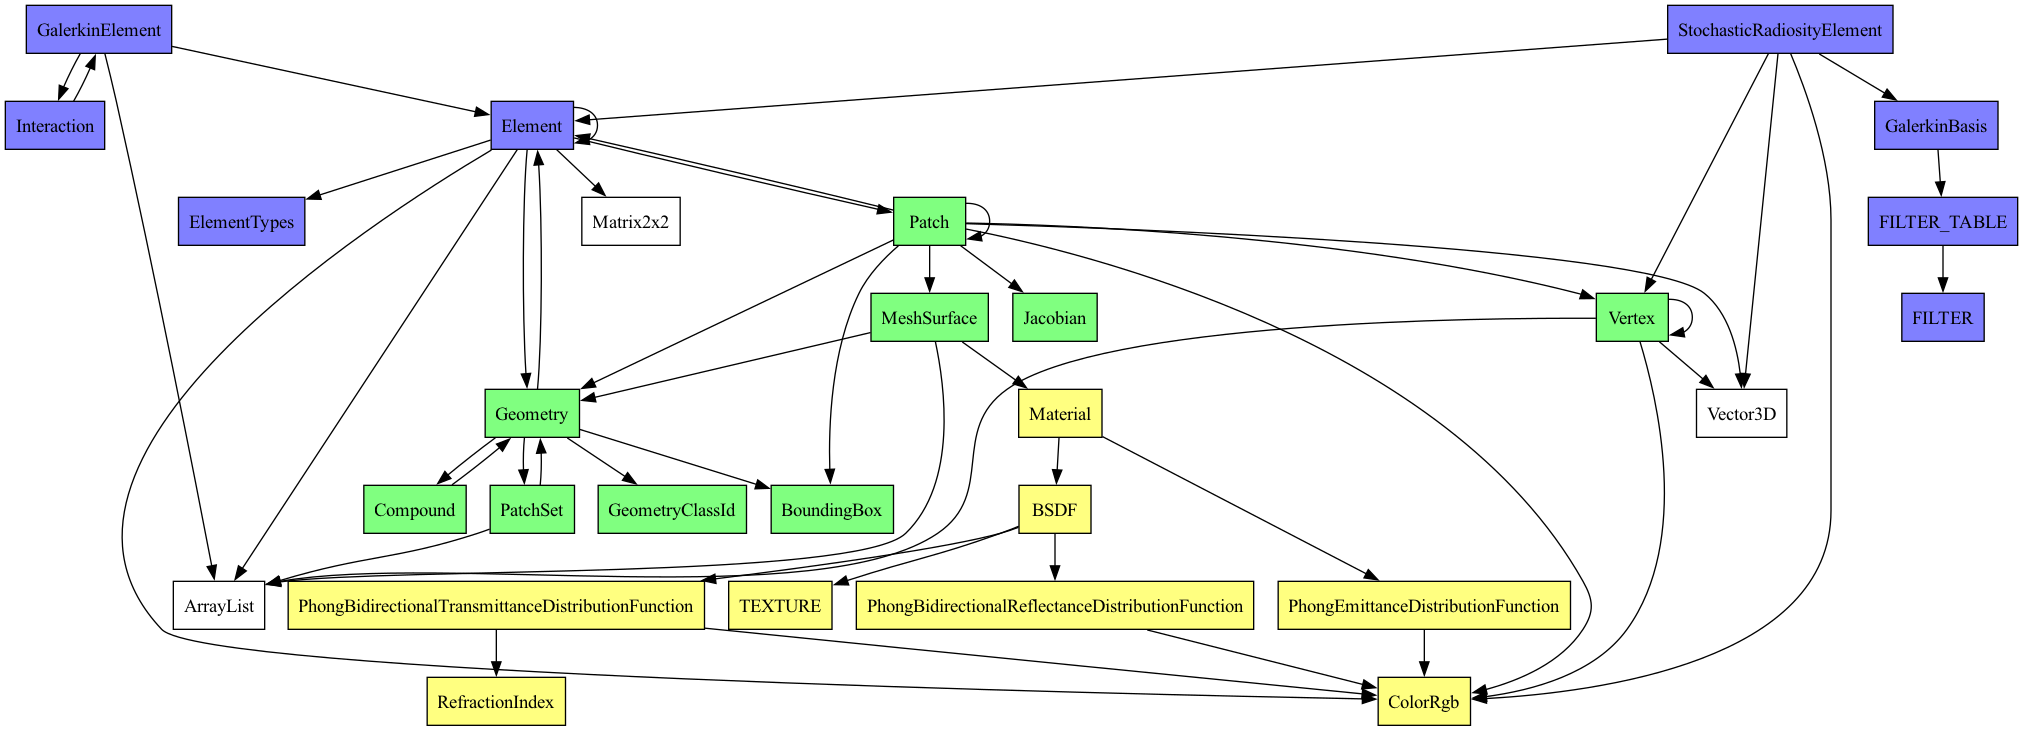 GalerkinElement
StochasticRadiosityElement
Interaction
Element
GalerkinBasis
ElementTypes
Matrix2x2
Patch
FILTER_TABLE
MeshSurface
Jacobian
Vertex
FILTER
Geometry
Material
Vector3D
Compound
PatchSet
GeometryClassId
BoundingBox
BSDF
ArrayList
PhongBidirectionalTransmittanceDistributionFunction
TEXTURE
PhongBidirectionalReflectanceDistributionFunction
PhongEmittanceDistributionFunction
RefractionIndex
ColorRgb